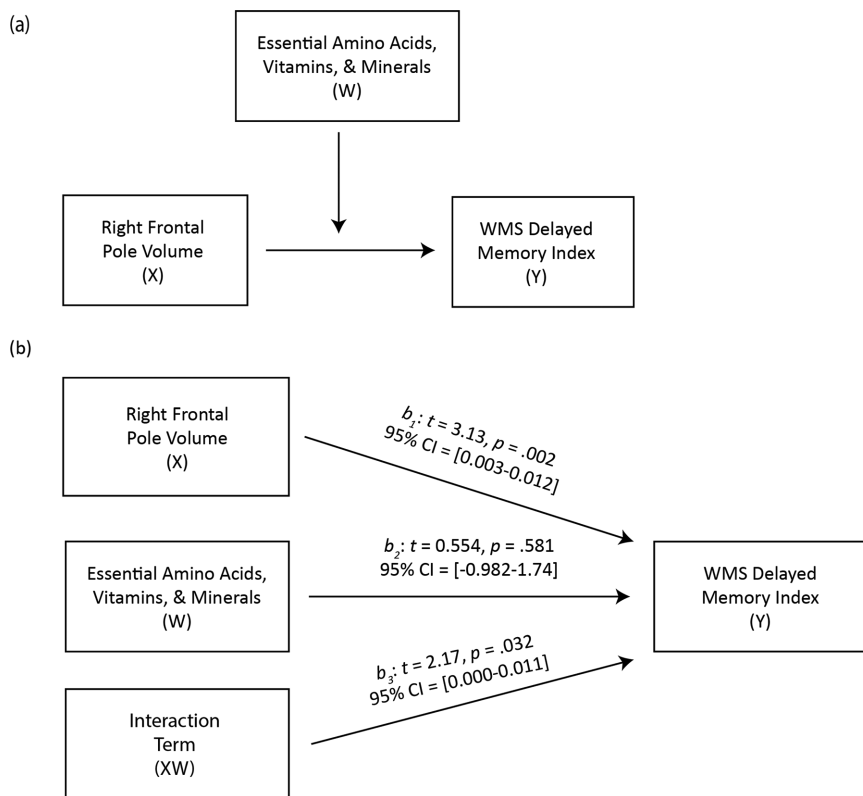 (a)
Essential Amino Acids,
Vitamins, & Minerals
(W)
Right Frontal
Pole Volume
(X)
WMS Delayed
Memory Index
(Y)
(b)
Right Frontal
Pole Volume
(X)
b1: t = 3.13, p = .002
95% CI = [0.003-0.012]
Essential Amino Acids,
Vitamins, & Minerals
(W)
b2: t = 0.554, p = .581
95% CI = [-0.982-1.74]
WMS Delayed
Memory Index
(Y)
b3: t = 2.17, p = .032
95% CI = [0.000-0.011]
Interaction
Term
(XW)